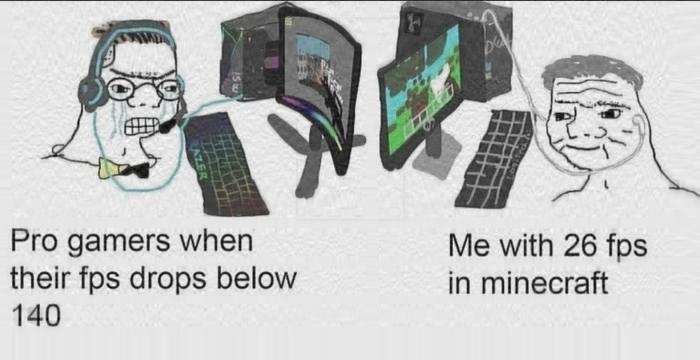 Pro gamers when
their fps drops below
140
Me with 26 fps
in minecraft